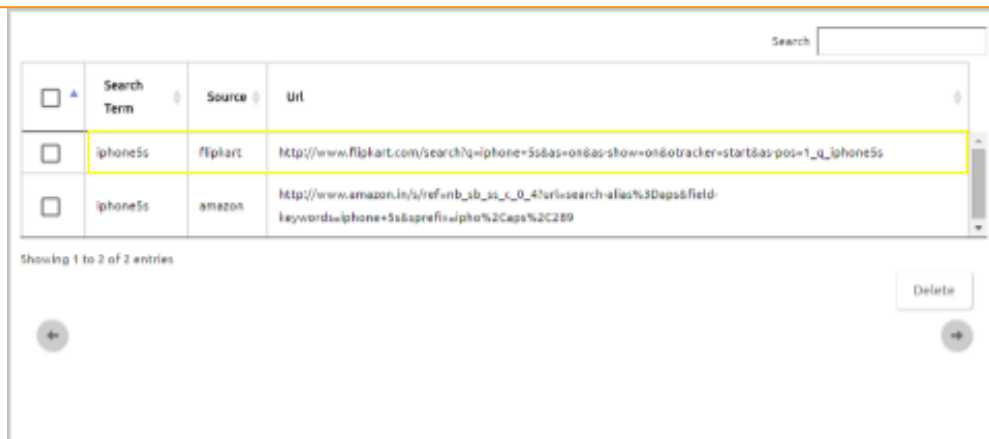 Search
Search
Term
Source
Url
iphone5s
flipkart
http://www.flipkart.com/search?q=iphone+5s&as=on&as-show=on&otracker=start&as-pos=1_q_iphone5s
iphone5s
amazon
http://www.amazon.in/s/ref=nb_sb_ss_c_0_4?url=search-alias%3Daps&field-
keywords=iphone+5s&sprefix=ipho%2Caps%2C289
Showing 1 to 2 of 2 entries
Delete